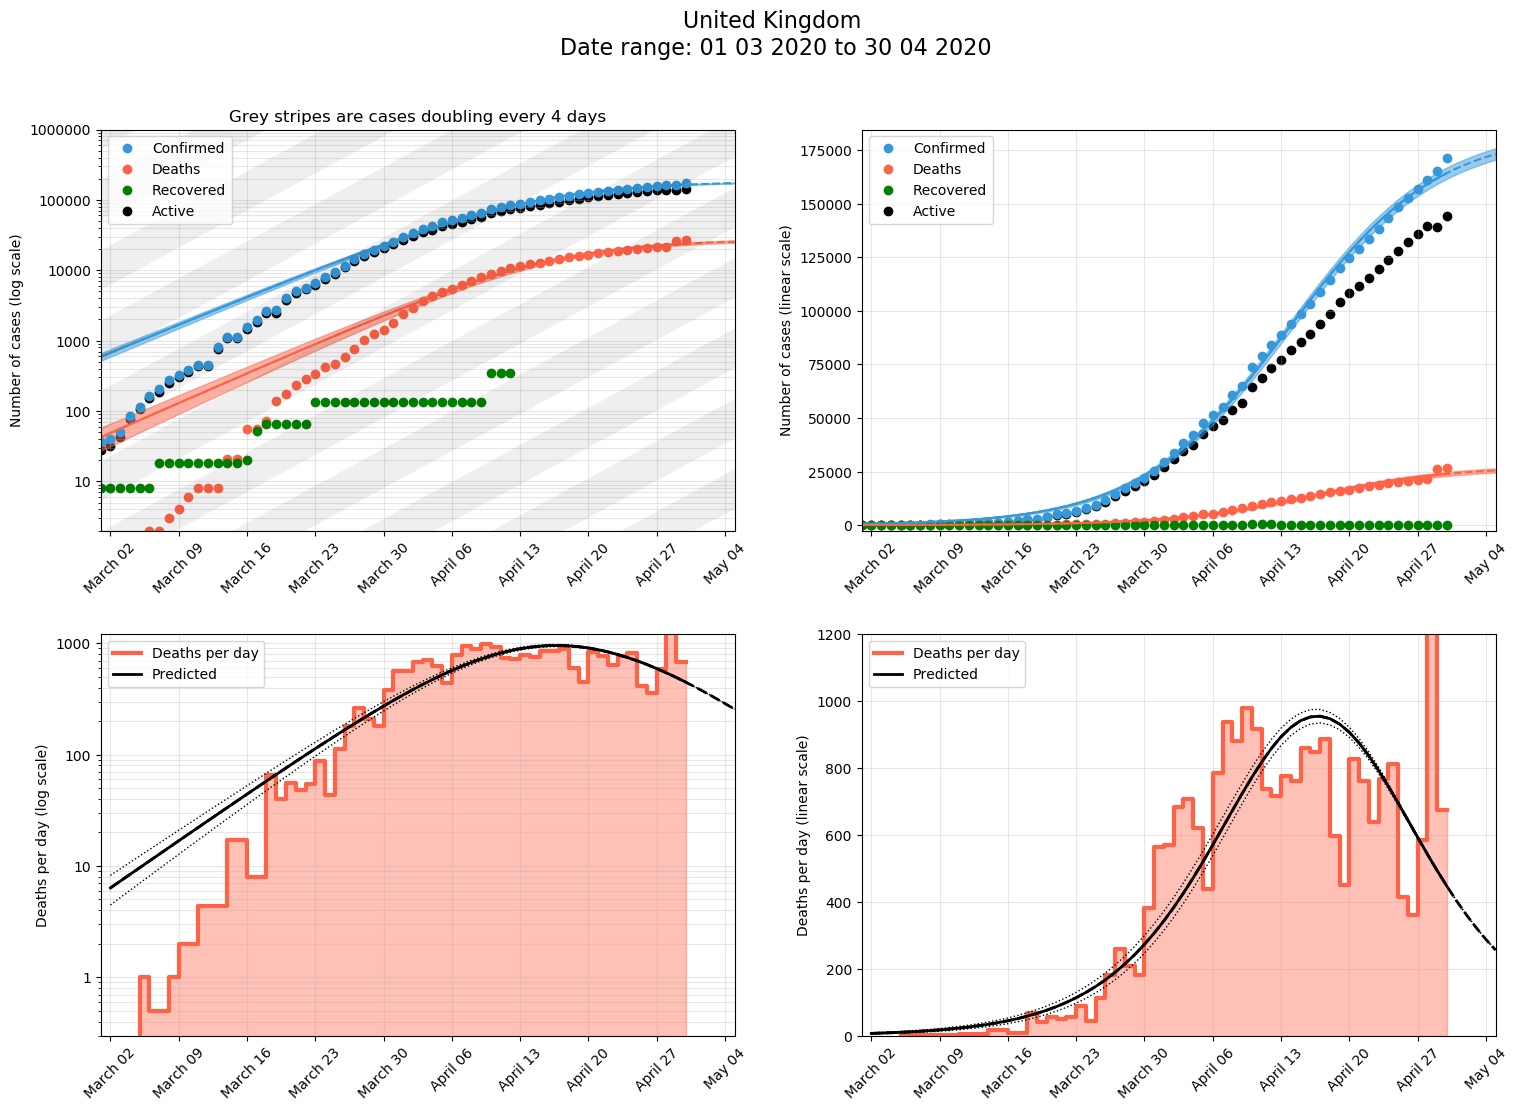 United Kingdom
Date range: 01 03 2020 to 30 04 2020
Grey stripes are cases doubling every 4 days
Number of cases (log scale)
1000000
100000
10000
1000
100
10
Confirmed
Deaths
Recovered
Active
March 02
March 09
March 16
March 23
March 30
April 06
April 13
April 20
April 27
May 04
Number of cases (linear scale)
175000
150000
125000
100000
75000
50000
25000
0
Confirmed
Deaths
Recovered
Active
March 02
March 09
March 16
March 23
March 30
April 06
April 13
April 20
April 27
May 04
Deaths per day (log scale)
1000
100
10
1
Deaths per day
Predicted
March 02
March 09
March 16
March 23
March 30
April 06
April 13
April 20
April 27
May 04
Deaths per day (linear scale)
1200
1000
800
600
400
200
0
Deaths per day
Predicted
March 02
March 09
March 16
March 23
March 30
April 06
April 13
April 20
April 27
May 04